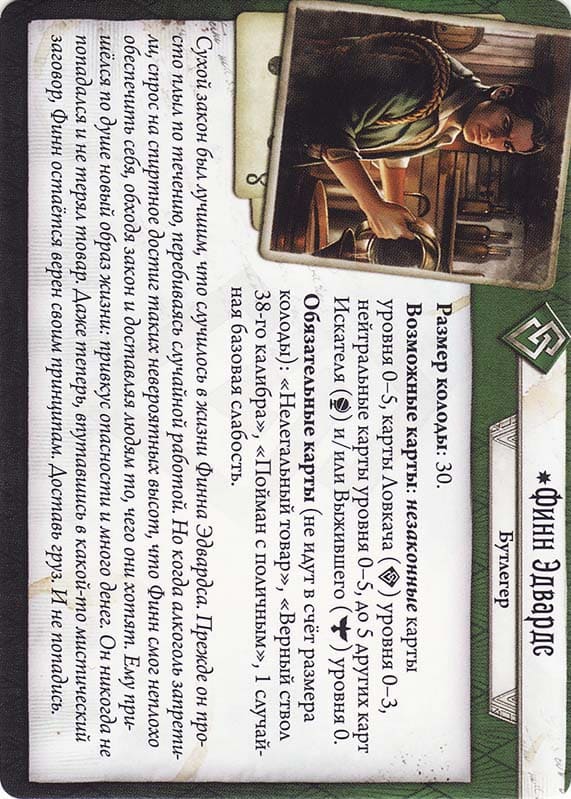 Финн Эдвардс
Бутлегер
Размер колоды: 30.
Возможные карты: незаконные карты
уровня 0–5, карты Ловкача ( ) уровня 0–3,
нейтральные карты уровня 0–5, до 5 других карт
Искателя ( ) и/или Выжившего ( ) уровня 0.
Обязательные карты (не идут в счёт размера
колоды): «Нелегальный товар», «Верный ствол
38-го калибра», «Пойман с поличным», 1 случай-
ная базовая слабость.
Сухой закон был лучшим, что случилось в жизни Финна Эдвардса. Прежде он про-
сто плыл по течению, перебиваясь случайной работой. Но когда алкоголь запрети-
ли, спрос на спиртное достиг таких невероятных высот, что Финн смог неплохо
обеспечить себя, обходя закон и доставляя людям то, чего они хотят. Ему при-
шёлся по душе новый образ жизни: привкус опасности и много денег. Он никогда не
попадался и не терял товар. Даже теперь, впутавшись в какой-то мистический
заговор, Финн остаётся верен своим принципам. Доставь груз. И не попадись.